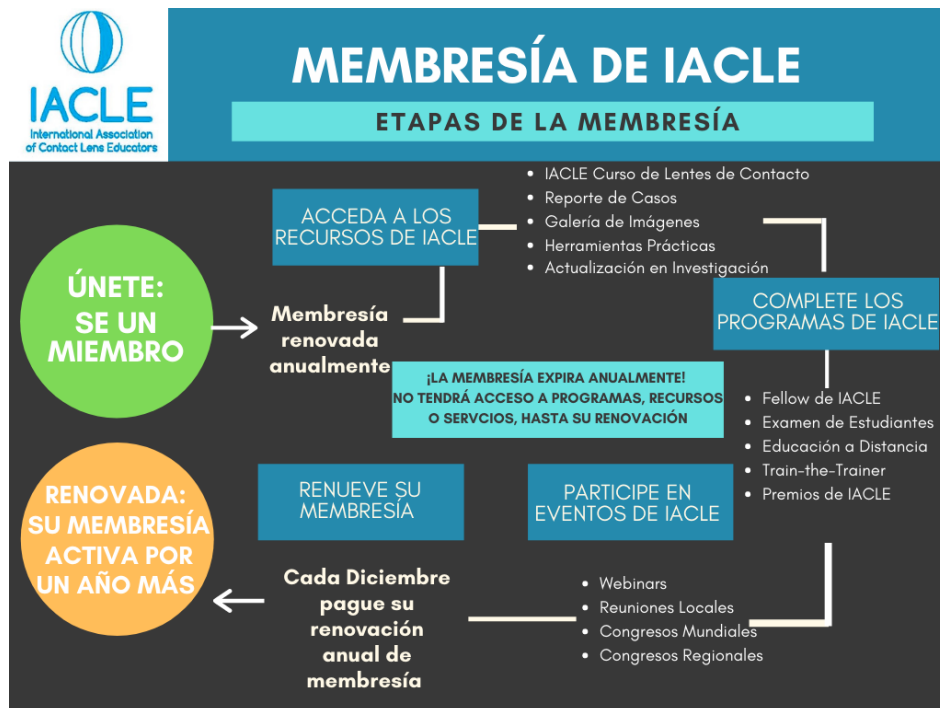 IACLE
International Association
of Contact Lens Educators
MEMBRESÍA DE IACLE
ETAPAS DE LA MEMBRESÍA
ÚNETE:
SE UN
MIEMBRO
Membresía
renovada
anualmente
ACCEDA A LOS
RECURSOS DE IACLE
• IACLE Curso de Lentes de Contacto
• Reporte de Casos
• Galería de Imágenes
• Herramientas Prácticas
• Actualización en Investigación
COMPLETE LOS
PROGRAMAS DE IACLE
¡LA MEMBRESÍA EXPIRA ANUALMENTE!
NO TENDRÁ ACCESO A PROGRAMAS, RECURSOS
O SERVCIOS, HASTA SU RENOVACIÓN
• Fellow de IACLE
• Examen de Estudiantes
• Educación a Distancia
• Train-the-Trainer
• Premios de IACLE
PARTICIPE EN
EVENTOS DE IACLE
• Webinars
• Reuniones Locales
• Congresos Mundiales
• Congresos Regionales
RENUEVE SU
MEMBRESÍA
Cada Diciembre
pague su
renovación
anual de
membresía
RENOVADA:
SU MEMBRESÍA
ACTIVA POR
UN AÑO MÁS